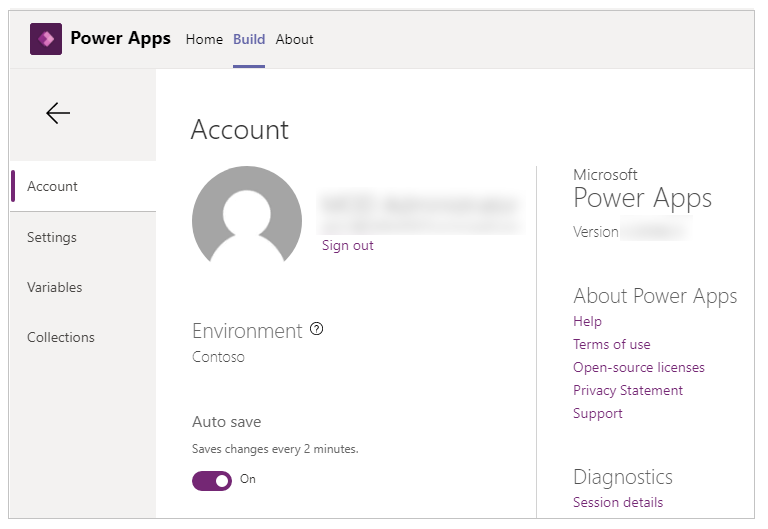 Power Apps Home Build About
Account
Settings
Variables
Collections
Account
Sign out
Environment ?
Contoso
Auto save
Saves changes every 2 minutes.
On
Microsoft
Power Apps
Version
About Power Apps
Help
Terms of use
Open-source licenses
Privacy Statement
Support
Diagnostics
Session details